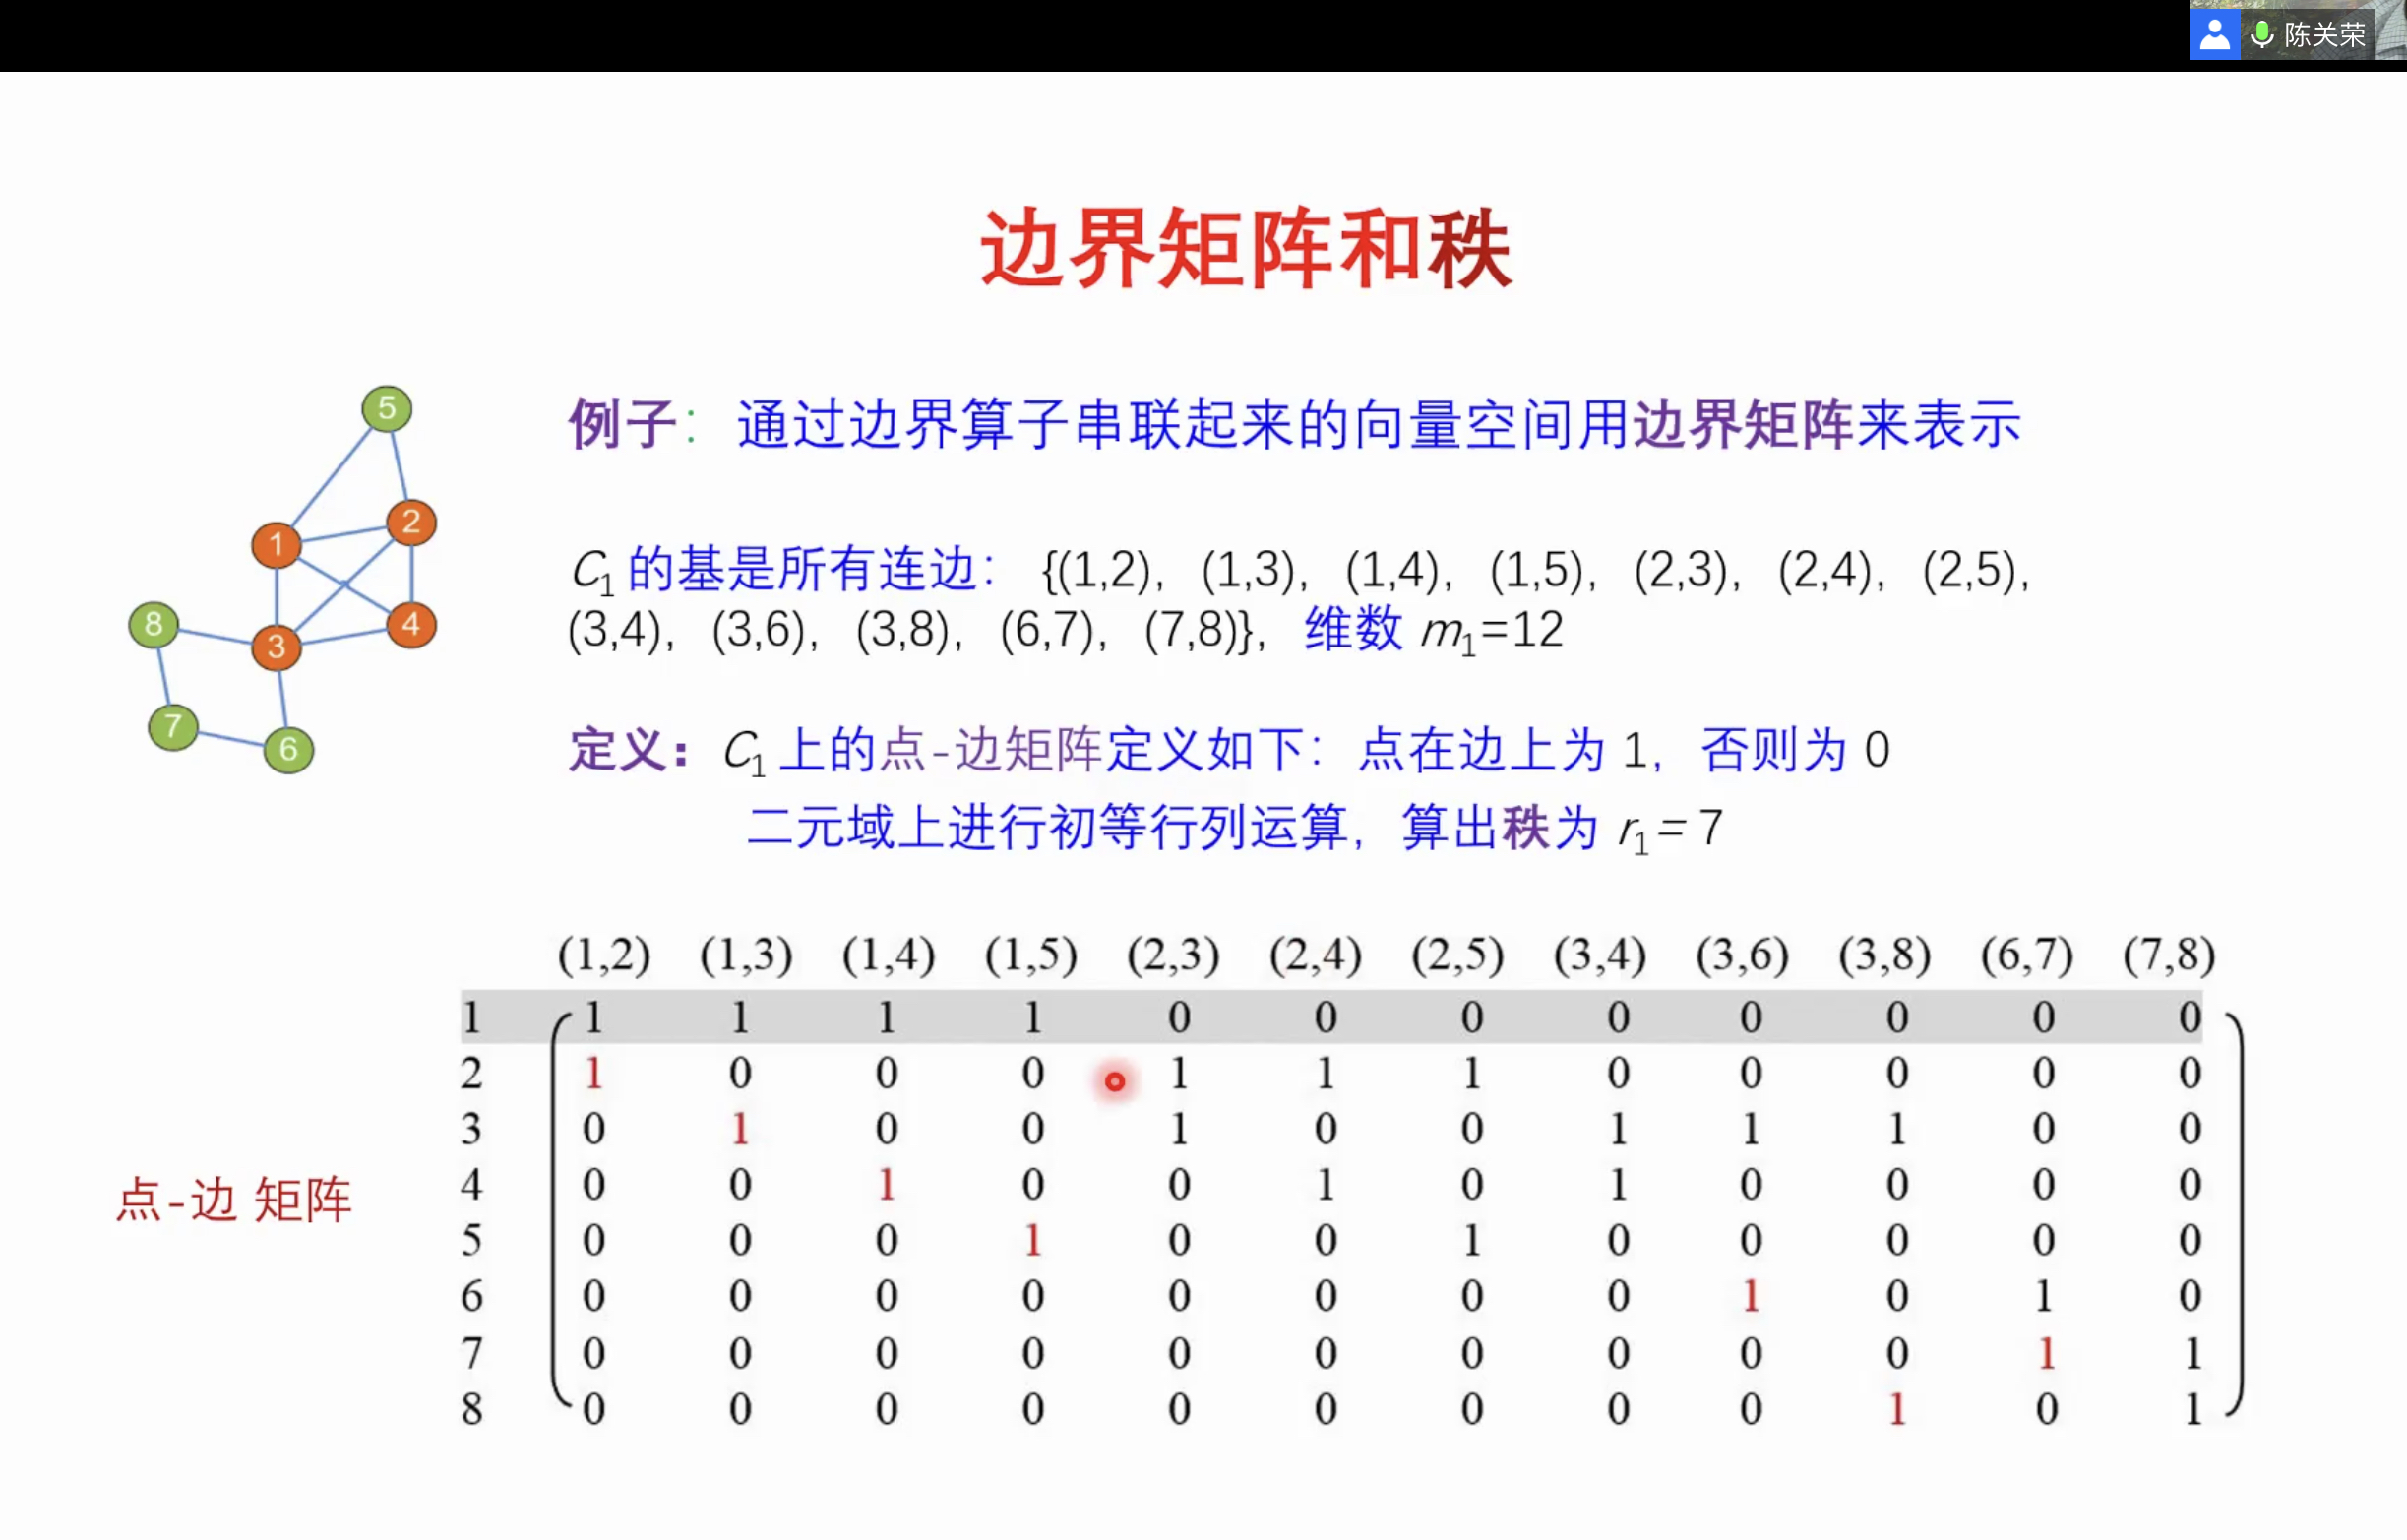 陈关荣
边界矩阵和秩
例子：通过边界算子串联起来的向量空间用边界矩阵来表示
C₁ 的基是所有连边：{(1,2), (1,3), (1,4), (1,5), (2,3), (2,4), (2,5),
(3,4), (3,6), (3,8), (6,7), (7,8)}, 维数 m₁=12
定义：C₁ 上的点-边矩阵定义如下：点在边上为 1, 否则为 0
二元域上进行初等行列运算, 算出秩为 r₁ = 7
5
2
1
8
3
4
7
6
(1,2) (1,3) (1,4) (1,5) (2,3) (2,4) (2,5) (3,4) (3,6) (3,8) (6,7) (7,8)
1 1 1 1 1 0 0 0 0 0 0 0 0
2 1 0 0 0 1 1 1 0 0 0 0 0
3 0 1 0 0 1 0 0 1 1 1 0 0
4 0 0 1 0 0 1 0 1 0 0 0 0
5 0 0 0 1 0 0 1 0 0 0 0 0
6 0 0 0 0 0 0 0 0 1 0 1 0
7 0 0 0 0 0 0 0 0 0 0 1 1
8 0 0 0 0 0 0 0 0 0 1 0 1
点-边 矩阵